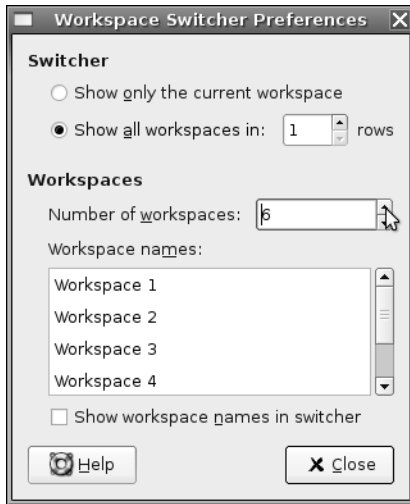 Workspace Switcher Preferences
Switcher
Show only the current workspace
Show all workspaces in: 1 rows
Workspaces
Number of workspaces: 6
Workspace names:
Workspace 1
Workspace 2
Workspace 3
Workspace 4
Show workspace names in switcher
Help
Close